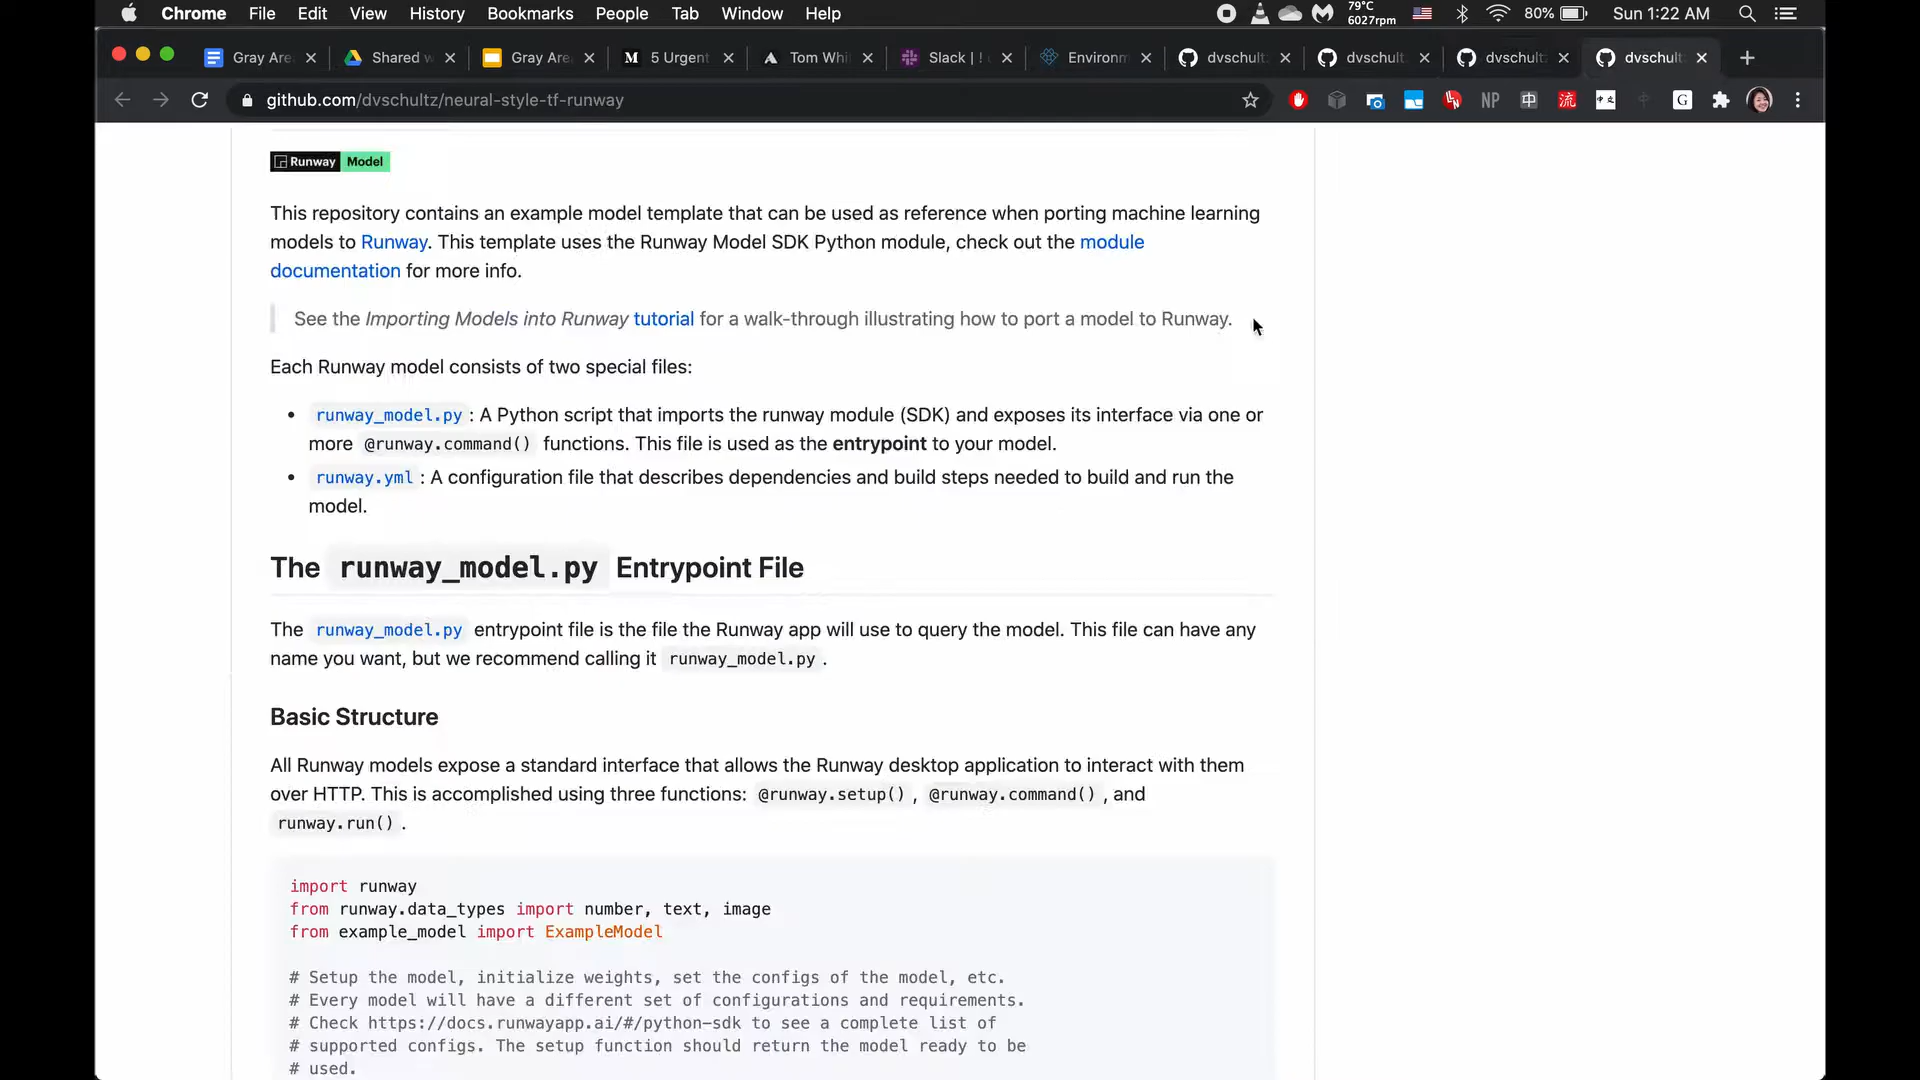 Chrome File Edit View History Bookmarks People Tab Window Help 79°C 6027rpm 80% Sun 1:22 AM
Gray Are Shared w Gray Are 5 Urgent Tom Whi Slack | Environm dvschult dvschult dvschult dvschult
github.com/dvschultz/neural-style-tf-runway
Runway Model
This repository contains an example model template that can be used as reference when porting machine learning
models to Runway. This template uses the Runway Model SDK Python module, check out the module
documentation for more info.
See the Importing Models into Runway tutorial for a walk-through illustrating how to port a model to Runway.
Each Runway model consists of two special files:
• runway_model.py : A Python script that imports the runway module (SDK) and exposes its interface via one or
more @runway.command() functions. This file is used as the entrypoint to your model.
• runway.yml : A configuration file that describes dependencies and build steps needed to build and run the
model.
The runway_model.py Entrypoint File
The runway_model.py entrypoint file is the file the Runway app will use to query the model. This file can have any
name you want, but we recommend calling it runway_model.py .
Basic Structure
All Runway models expose a standard interface that allows the Runway desktop application to interact with them
over HTTP. This is accomplished using three functions: @runway.setup() , @runway.command() , and
runway.run() .
import runway
from runway.data_types import number, text, image
from example_model import ExampleModel
# Setup the model, initialize weights, set the configs of the model, etc.
# Every model will have a different set of configurations and requirements.
# Check https://docs.runwayapp.ai/#/python-sdk to see a complete list of
# supported configs. The setup function should return the model ready to be
# used.